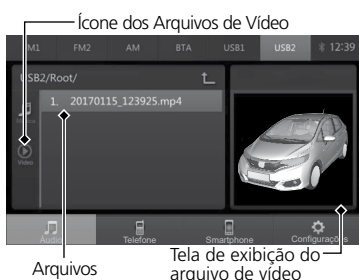 Ícone dos Arquivos de Vídeo
FM1 FM2 AM BTA USB1 USB2 12:39
USB2/Root/
1. 20170115_123925.mp4
Video
Áudio Telefone Smartphone Configurações
Arquivos
Tela de exibição do
arquivo de vídeo